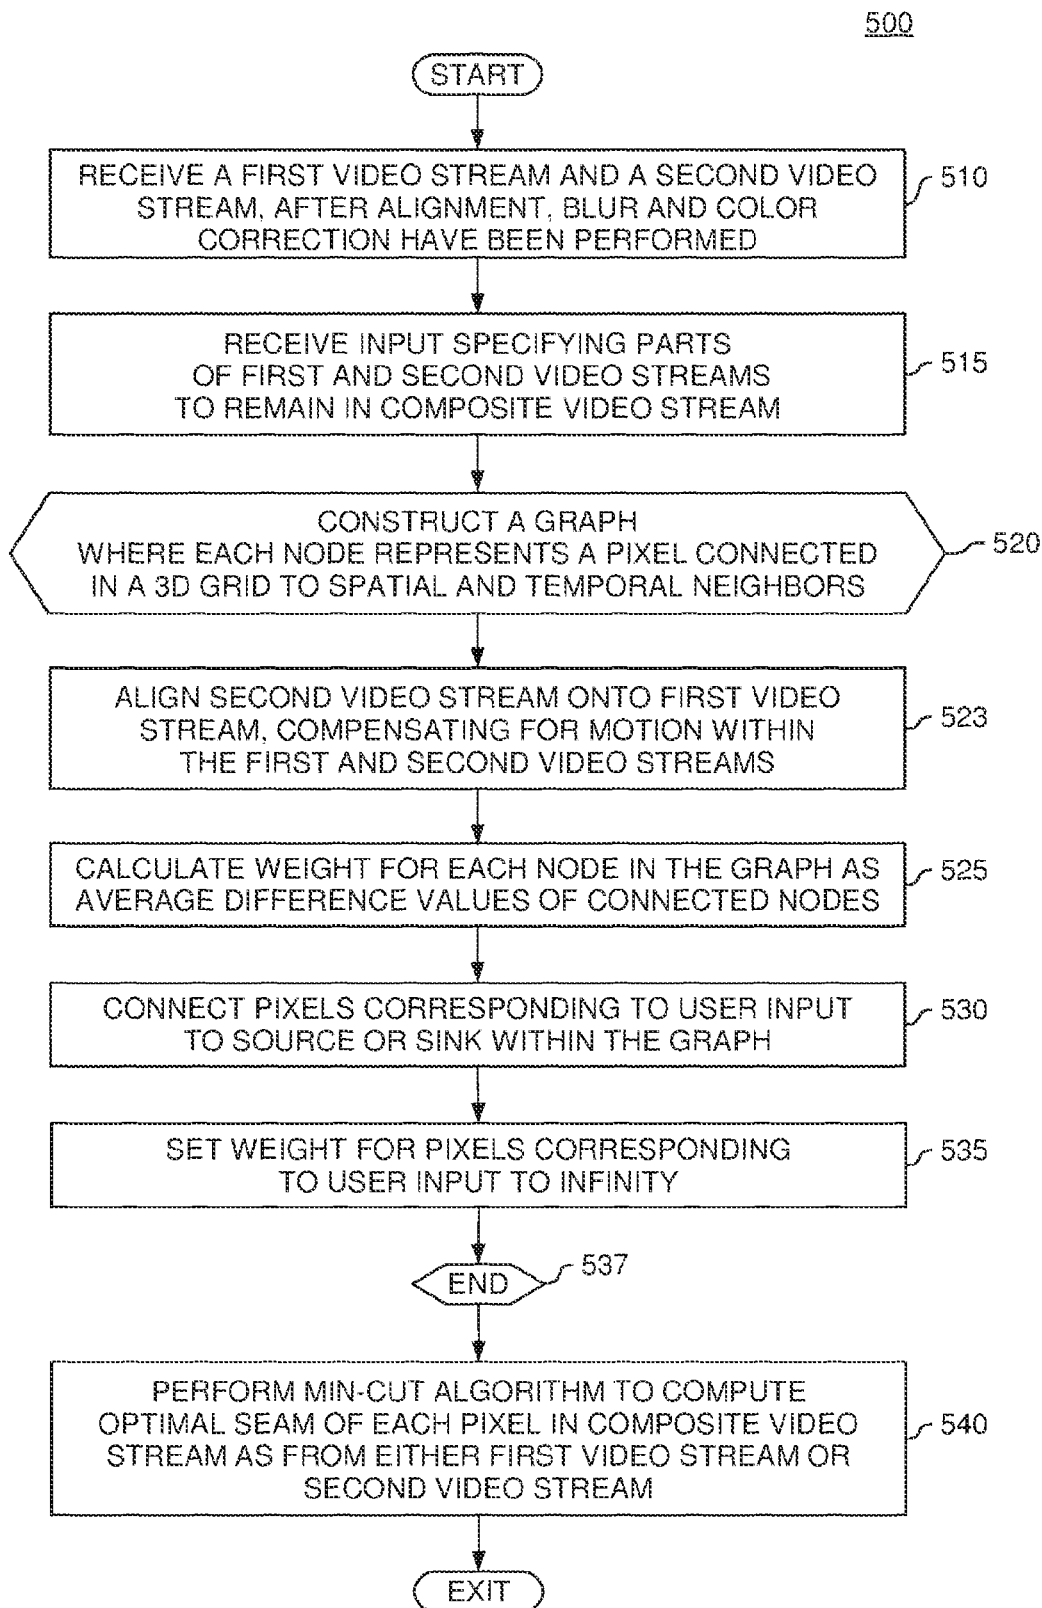 500
START
RECEIVE A FIRST VIDEO STREAM AND A SECOND VIDEO
STREAM, AFTER ALIGNMENT, BLUR AND COLOR
CORRECTION HAVE BEEN PERFORMED
510
RECEIVE INPUT SPECIFYING PARTS
OF FIRST AND SECOND VIDEO STREAMS
TO REMAIN IN COMPOSITE VIDEO STREAM
515
CONSTRUCT A GRAPH
WHERE EACH NODE REPRESENTS A PIXEL CONNECTED
IN A 3D GRID TO SPATIAL AND TEMPORAL NEIGHBORS
520
ALIGN SECOND VIDEO STREAM ONTO FIRST VIDEO
STREAM, COMPENSATING FOR MOTION WITHIN
THE FIRST AND SECOND VIDEO STREAMS
523
CALCULATE WEIGHT FOR EACH NODE IN THE GRAPH AS
AVERAGE DIFFERENCE VALUES OF CONNECTED NODES
525
CONNECT PIXELS CORRESPONDING TO USER INPUT
TO SOURCE OR SINK WITHIN THE GRAPH
530
SET WEIGHT FOR PIXELS CORRESPONDING
TO USER INPUT TO INFINITY
535
END
537
PERFORM MIN-CUT ALGORITHM TO COMPUTE
OPTIMAL SEAM OF EACH PIXEL IN COMPOSITE VIDEO
STREAM AS FROM EITHER FIRST VIDEO STREAM OR
SECOND VIDEO STREAM
540
EXIT